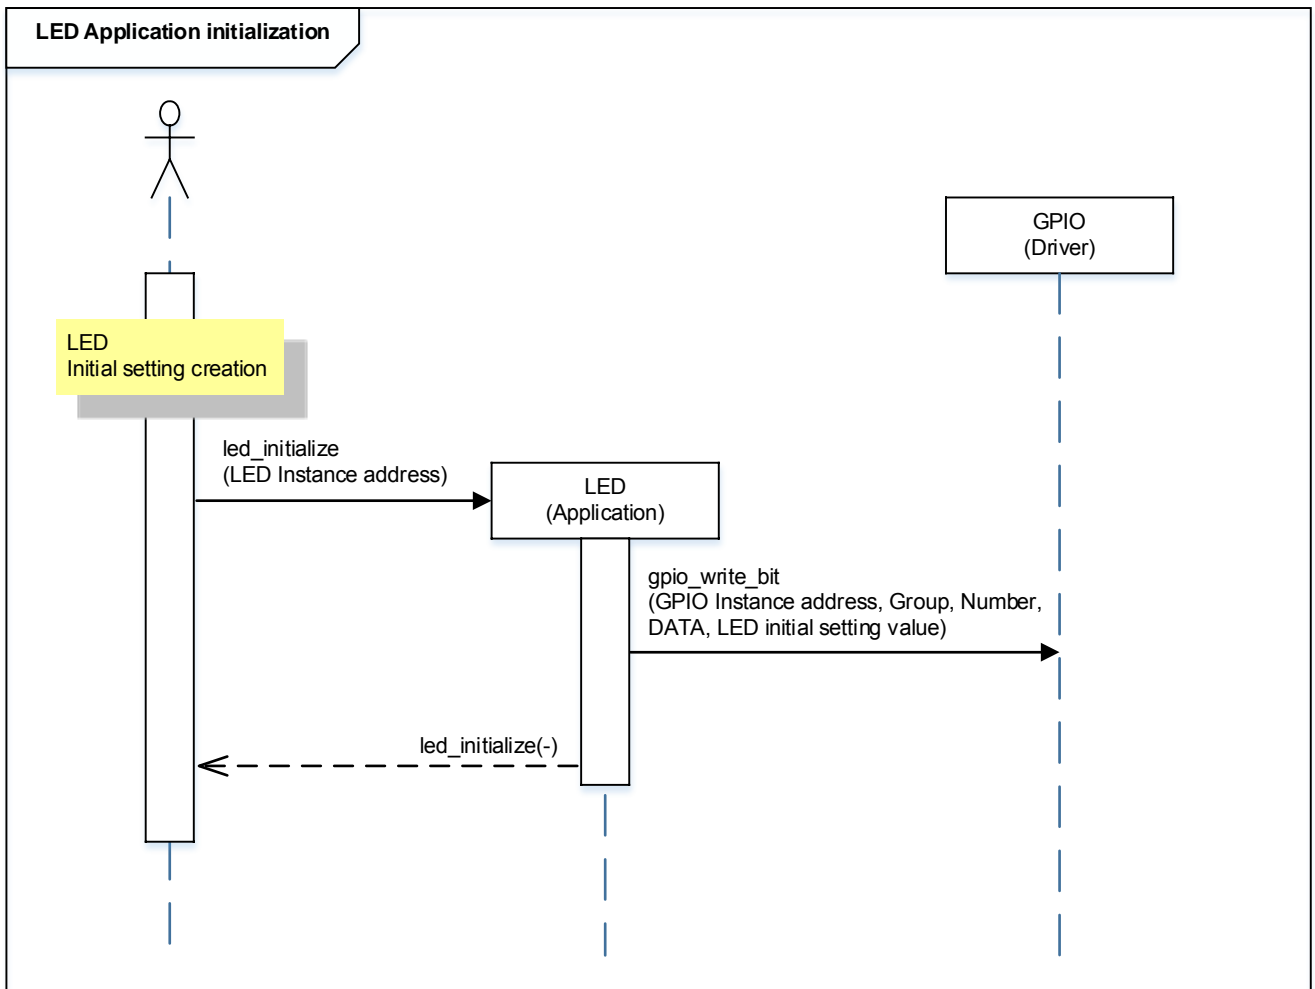 LED Application initialization
GPIO
(Driver)
LED
Initial setting creation
led_initialize
(LED Instance address)
LED
(Application)
gpio_write_bit
(GPIO Instance address, Group, Number,
DATA, LED initial setting value)
led_initialize(-)